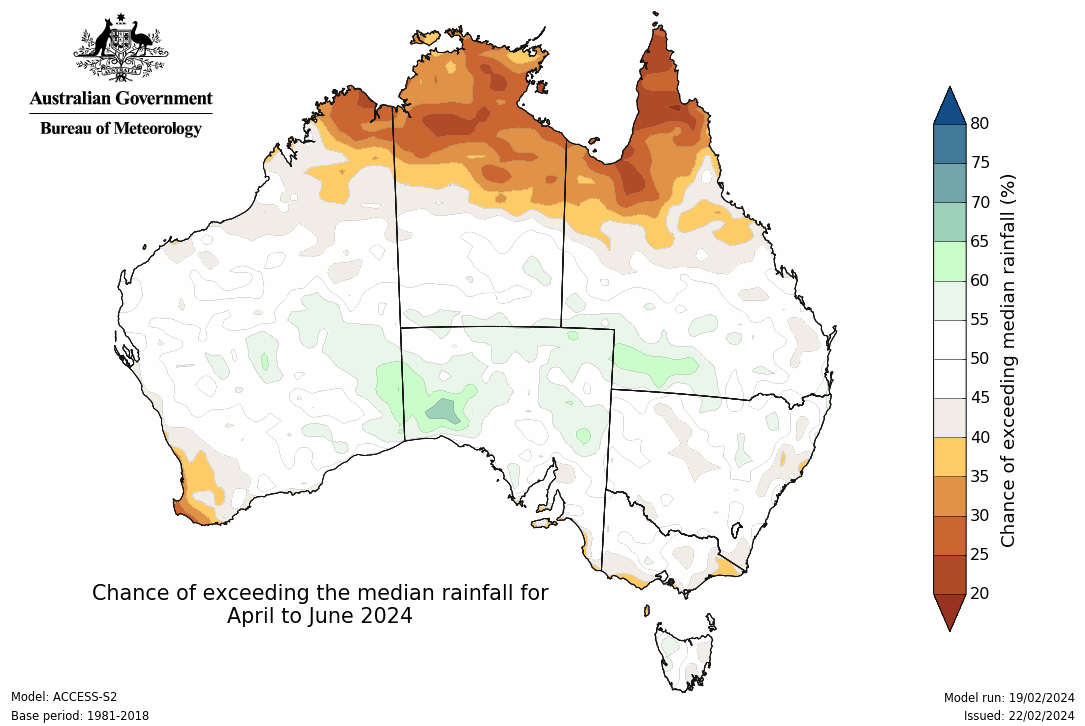 Australian Government
Bureau of Meteorology
80
75
70
65
60
55
50
45
40
35
30
25
20
Chance of exceeding median rainfall (%)
Chance of exceeding the median rainfall for
April to June 2024
Model: ACCESS-S2
Base period: 1981-2018
Model run: 19/02/2024
Issued: 22/02/2024